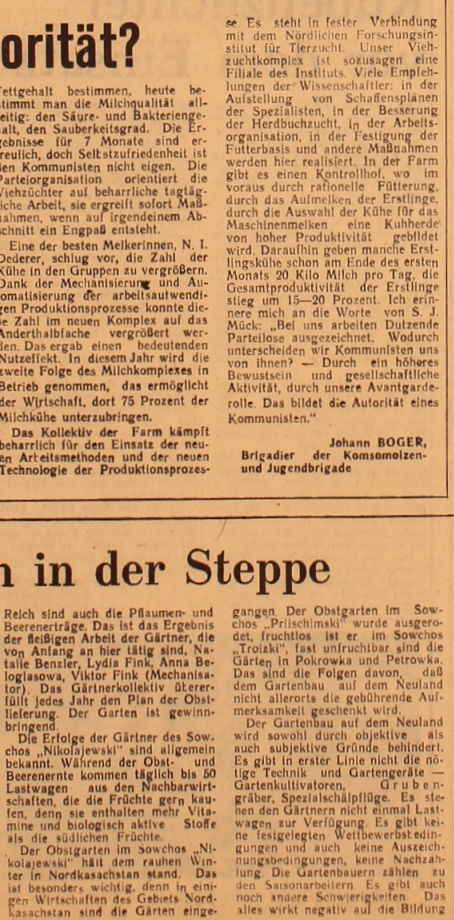 orität?
Fettgehalt bestimmen, heute be-
stimmt man die Milchqualität all-
seitig: den Säure- und Bakterienge-
halt, den Sauberkeitsgrad. Die Er-
gebnisse für 7 Monate sind er-
freulich, doch Selbstzufriedenheit ist
den Kommunisten nicht eigen. Die
Parteiorganisation orientiert die
Viehzüchter auf beharrliche tagtäg-
liche Arbeit, sie ergreift sofort Maß-
nahmen, wenn auf irgendeinem Ab-
schnitt ein Engpaß entsteht.
Eine der besten Melkerinnen, N. I.
Dederer, schlug vor, die Zahl der
Kühe in den Gruppen zu vergrößern.
Dank der Mechanisierung und Au-
tomatisierung der arbeitsaufwendi-
gen Produktionsprozesse konnte die-
se Zahl im neuen Komplex auf das
Anderthalbfache vergrößert wer-
den. Das ergab einen bedeutenden
Nutzeffekt. In diesem Jahr wird die
zweite Folge des Milchkomplexes in
Betrieb genommen, das ermöglicht
der Wirtschaft, dort 75 Prozent der
Milchkühe unterzubringen.
Das Kollektiv der Farm kämpft
beharrlich für den Einsatz der neu-
en Arbeitsmethoden und der neuen
Technologie der Produktionsprozes-
se. Es steht in fester Verbindung
mit dem Nördlichen Forschungsin-
stitut für Tierzucht. Unser Vieh-
zuchtkomplex ist sozusagen eine
Filiale des Instituts. Viele Empfeh-
lungen der Wissenschaftler: in der
Aufstellung von Schaffensplänen
der Spezialisten, in der Besserung
der Herdbuchzucht, in der Arbeits-
organisation, in der Festigung der
Futterbasis und andere Maßnahmen
werden hier realisiert. In der Farm
gibt es einen Kontrollhof, wo im
voraus durch rationelle Fütterung,
durch das Aufmelken der Erstlinge,
durch die Auswahl der Kühe für das
Maschinenmelken eine Kuhherde
von hoher Produktivität gebildet
wird. Daraufhin geben manche Erst-
lingskühe schon am Ende des ersten
Monats 20 Kilo Milch pro Tag, die
Gesamtproduktivität der Erstlinge
stieg um 15—20 Prozent. Ich erin-
nere mich an die Worte von S. J.
Mück: „Bei uns arbeiten Dutzende
Parteilose ausgezeichnet. Wodurch
unterscheiden wir Kommunisten uns
von ihnen? — Durch ein höheres
Bewustsein und gesellschaftliche
Aktivität, durch unsere Avantgarde-
rolle. Das bildet die Autorität eines
Kommunisten.“
Johann BOGER,
Brigadier der Komsomolzen-
und Jugendbrigade
n in der Steppe
Reich sind auch die Pflaumen- und
Beerenerträge. Das ist das Ergebnis
der fleißigen Arbeit der Gärtner, die
von Anfang an hier tätig sind, Na-
talie Benzler, Lydia Fink, Anna Be-
loglasowa, Viktor Fink (Mechanisa-
tor). Das Gärtnerkollektiv überer-
füllt jedes Jahr den Plan der Obst-
lieferung. Der Garten ist gewinn-
bringend.
Die Erfolge der Gärtner des Sow-
chos „Nikolajewski“ sind allgemein
bekannt. Während der Obst- und
Beerenernte kommen täglich bis 50
Lastwagen aus den Nachbarwirt-
schaften, die die Früchte gern kau-
fen, denn sie enthalten mehr Vita-
mine und biologisch aktive Stoffe
als die südlichen Früchte.
Der Obstgarten im Sowchos „Ni-
kolajewski“ hält dem rauhen Win-
ter in Nordkasachstan stand. Das
ist besonders wichtig, denn in eini-
gen Wirtschaften des Gebiets Nord-
kasachstan sind die Gärten einge-
gangen. Der Obstgarten im Sow-
chos „Priischimski“ wurde ausgero-
det, fruchtlos ist er im Sowchos
„Troizki“, fast unfruchtbar sind die
Gärten in Pokrowka und Petrowka.
Das sind die Folgen davon, daß
dem Gartenbau auf dem Neuland
nicht allerorts die gebührende Auf-
merksamkeit geschenkt wird.
Der Gartenbau auf dem Neuland
wird sowohl durch objektive als
auch subjektive Gründe behindert.
Es gibt in erster Linie nicht die nö-
tige Technik und Gartengeräte —
Gartenkultivatoren, Gruben-
gräber, Spezialschälpflüge. Es ste-
hen den Gärtnern nicht einmal Last-
wagen zur Verfügung. Es gibt kei-
ne festgelegten Wettbewerbsbedin-
gungen und auch keine Auszeich-
nungsbedingungen, keine Nachzah-
lung. Die Gartenbauern zählen zu
den Saisonarbeitern. Es gibt auch
noch andere Schwierigkeiten. Das
alles wirkt negativ auf die Bildung